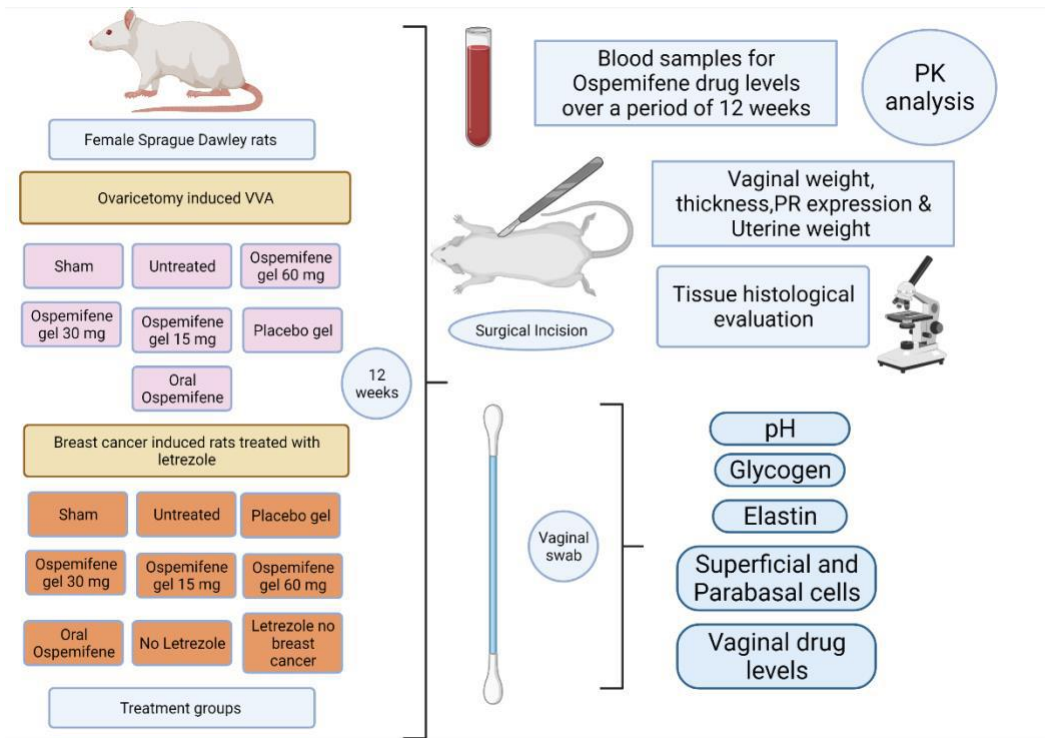 Female Sprague Dawley rats
Ovaricetomy induced VVA
Sham
Untreated
Ospemifene
gel 60 mg
Ospemifene
gel 30 mg
Ospemifene
gel 15 mg
Placebo gel
Oral
Ospemifene
Breast cancer induced rats treated with
letrezole
Sham
Untreated
Placebo gel
Ospemifene
gel 30 mg
Ospemifene
gel 15 mg
Ospemifene
gel 60 mg
Oral
Ospemifene
No Letrezole
Letrezole no
breast
cancer
Treatment groups
12
weeks
Blood samples for
Ospemifene drug levels
over a period of 12 weeks
PK
analysis
Vaginal weight,
thickness,PR expression &
Uterine weight
Surgical Incision
Tissue histological
evaluation
Vaginal
swab
pH
Glycogen
Elastin
Superficial and
Parabasal cells
Vaginal drug
levels